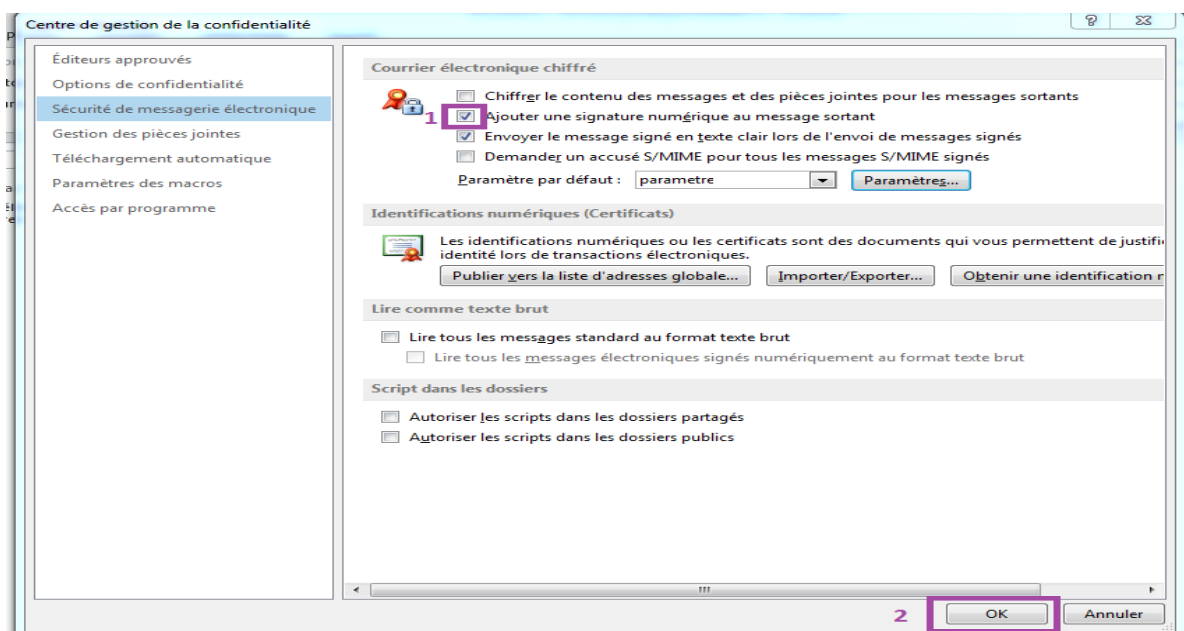 Centre de gestion de la confidentialité
Éditeurs approuvés
Options de confidentialité
Sécurité de messagerie électronique
Gestion des pièces jointes
Téléchargement automatique
Paramètres des macros
Accès par programme
Courrier électronique chiffré
Chiffrer le contenu des messages et des pièces jointes pour les messages sortants
1
Ajouter une signature numérique au message sortant
Envoyer le message signé en texte clair lors de l'envoi de messages signés
Demander un accusé S/MIME pour tous les messages S/MIME signés
Paramètre par défaut : parametre Paramètres...
Identifications numériques (Certificats)
Les identifications numériques ou les certificats sont des documents qui vous permettent de justifi
identité lors de transactions électroniques.
Publier vers la liste d'adresses globale... Importer/Exporter... Obtenir une identification
Lire comme texte brut
Lire tous les messages standard au format texte brut
Lire tous les messages électroniques signés numériquement au format texte brut
Script dans les dossiers
Autoriser les scripts dans les dossiers partagés
Autoriser les scripts dans les dossiers publics
2 OK Annuler